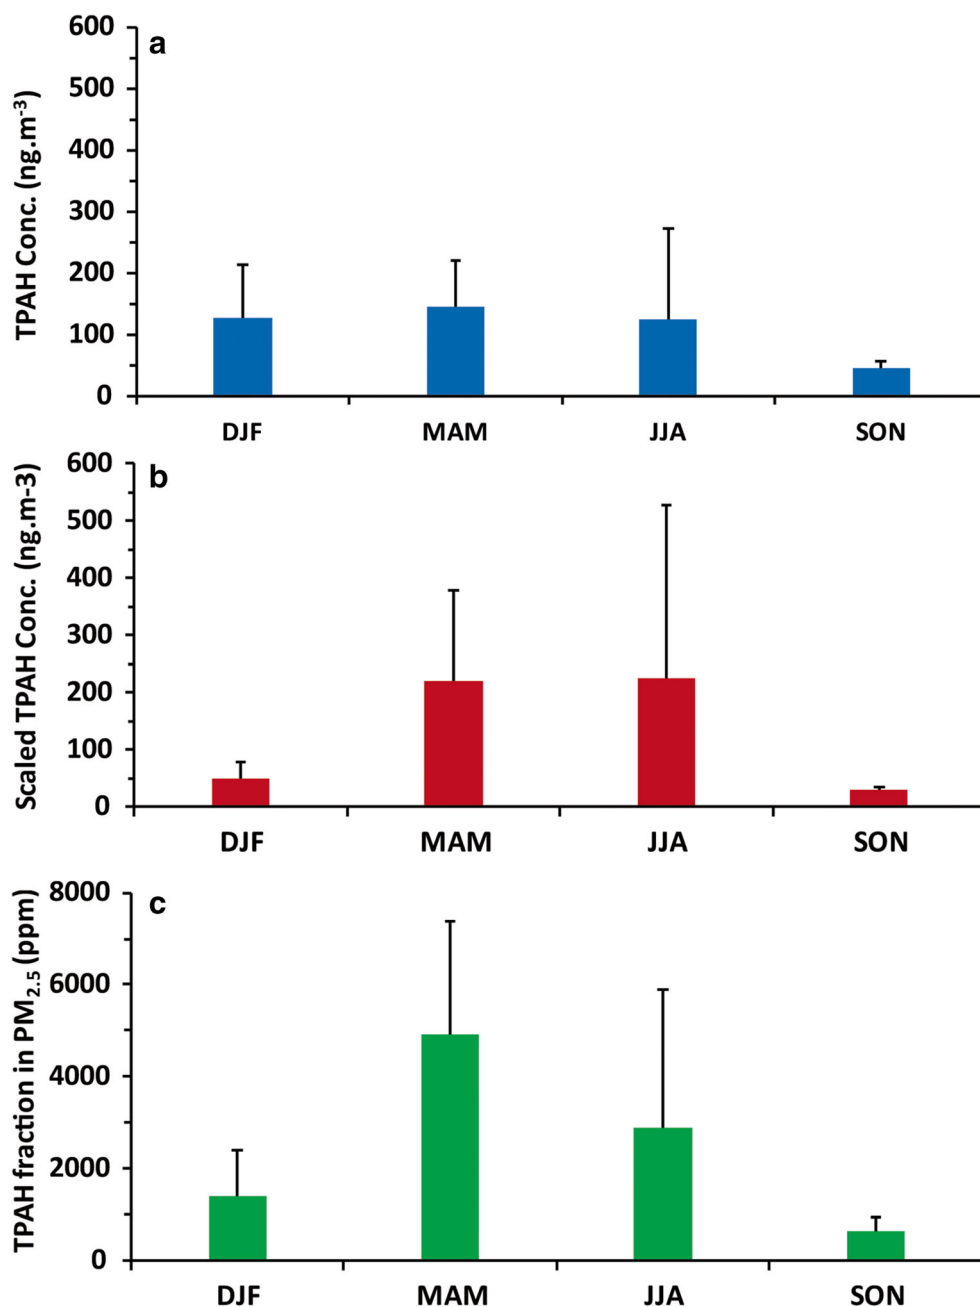 a
TPAH Conc. (ng.m⁻³)
600
500
400
300
200
100
0
DJF MAM JJA SON
b
Scaled TPAH Conc. (ng.m-3)
600
500
400
300
200
100
0
DJF MAM JJA SON
c
TPAH fraction in PM₂.₅ (ppm)
8000
6000
4000
2000
0
DJF MAM JJA SON